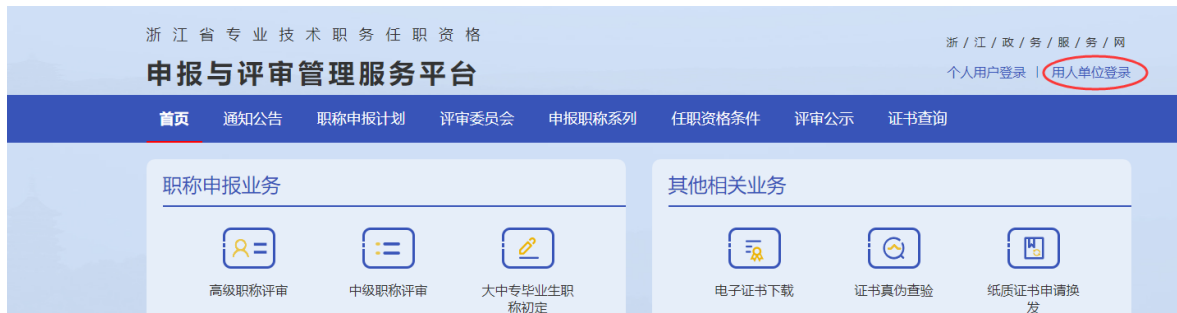 浙江省专业技术职务任职资格
申报与评审管理服务平台
浙/江/政/务/服/务/网
个人用户登录 | 用人单位登录
首页 通知公告 职称申报计划 评审委员会 申报职称系列 任职资格条件 评审公示 证书查询
职称申报业务
其他相关业务
高级职称评审 中级职称评审 大中专毕业生职
称初定
电子证书下载 证书真伪查验 纸质证书申请换
发